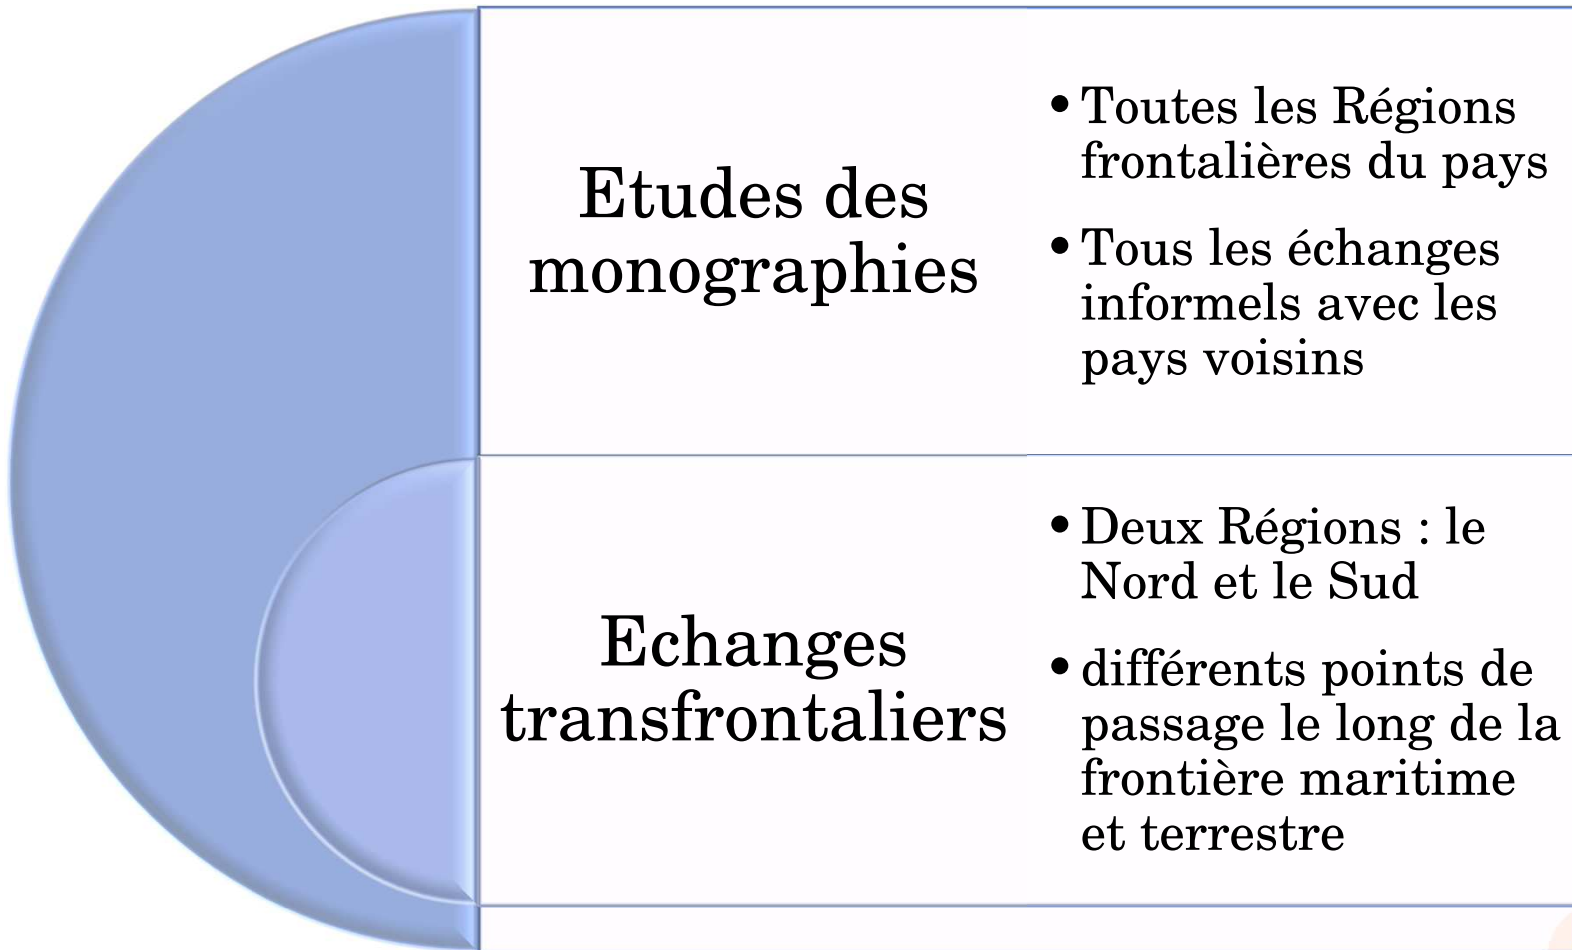 Etudes des
monographies
• Toutes les Régions
frontalières du pays
• Tous les échanges
informels avec les
pays voisins
Echanges
transfrontaliers
• Deux Régions : le
Nord et le Sud
• différents points de
passage le long de la
frontière maritime
et terrestre